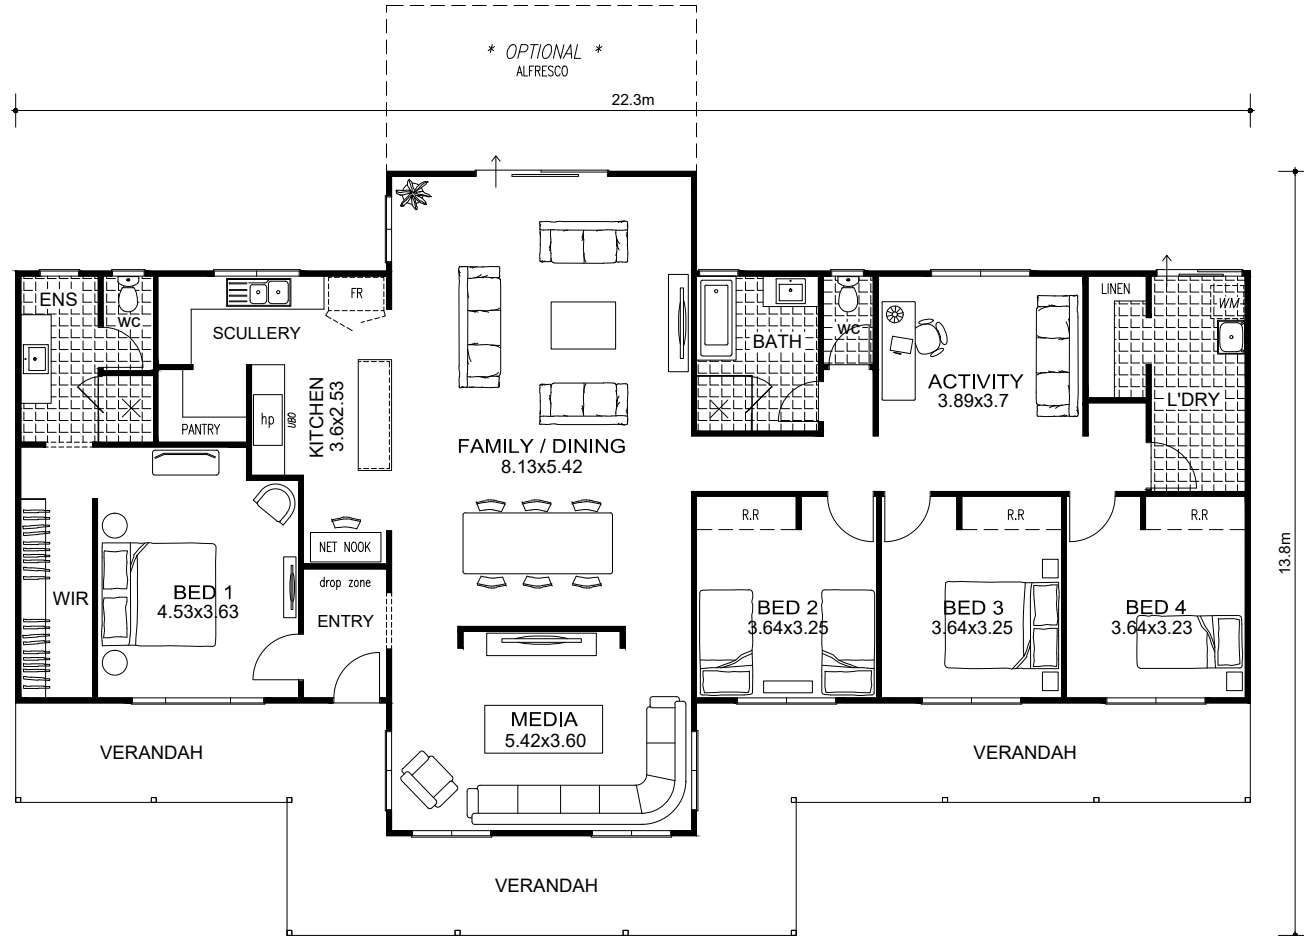 * OPTIONAL *
ALFRESCO
22.3m
13.8m
ENS
WC
SCULLERY
FR
PANTRY
hp
UBO
KITCHEN
3.6x2.53
FAMILY / DINING
8.13x5.42
BATH
WC
ACTIVITY
3.89x3.7
LINEN
WM
L'DRY
NET NOOK
drop zone
ENTRY
WIR
BED 1
4.53x3.63
R.R
BED 2
3.64x3.25
R.R
BED 3
3.64x3.25
R.R
BED 4
3.64x3.23
MEDIA
5.42x3.60
VERANDAH
VERANDAH
VERANDAH